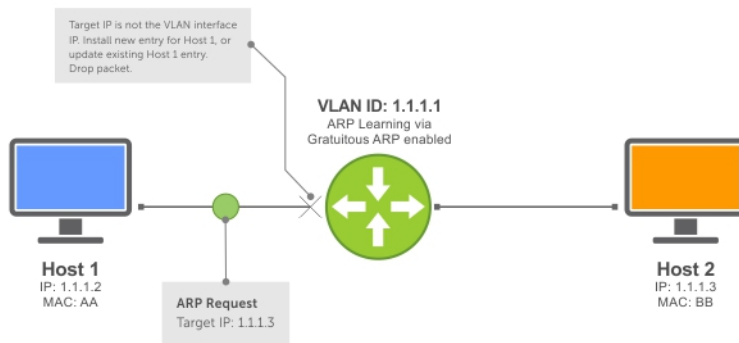 Target IP is not the VLAN interface
IP. Install new entry for Host 1, or
update existing Host 1 entry.
Drop packet.
VLAN ID: 1.1.1.1
ARP Learning via
Gratuitous ARP enabled
Host 1
IP: 1.1.1.2
MAC: AA
ARP Request
Target IP: 1.1.1.3
Host 2
IP: 1.1.1.3
MAC: BB